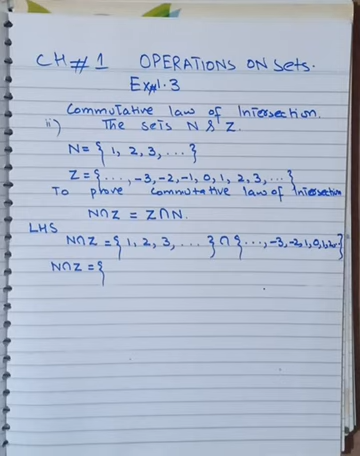 CH # 1 OPERATIONS ON Sets.
Ex# 1.3
Commutative law of Intersection.
ii) The sets N & Z.
N = { 1, 2, 3, ... }
Z = { ..., -3, -2, -1, 0, 1, 2, 3, ... }
To prove commutative law of Intersection
N∩Z = Z∩N.
LHS
N∩Z = { 1, 2, 3, ... } ∩ { ..., -3, -2, 1, 0, 1, 2, ... }
N∩Z = {